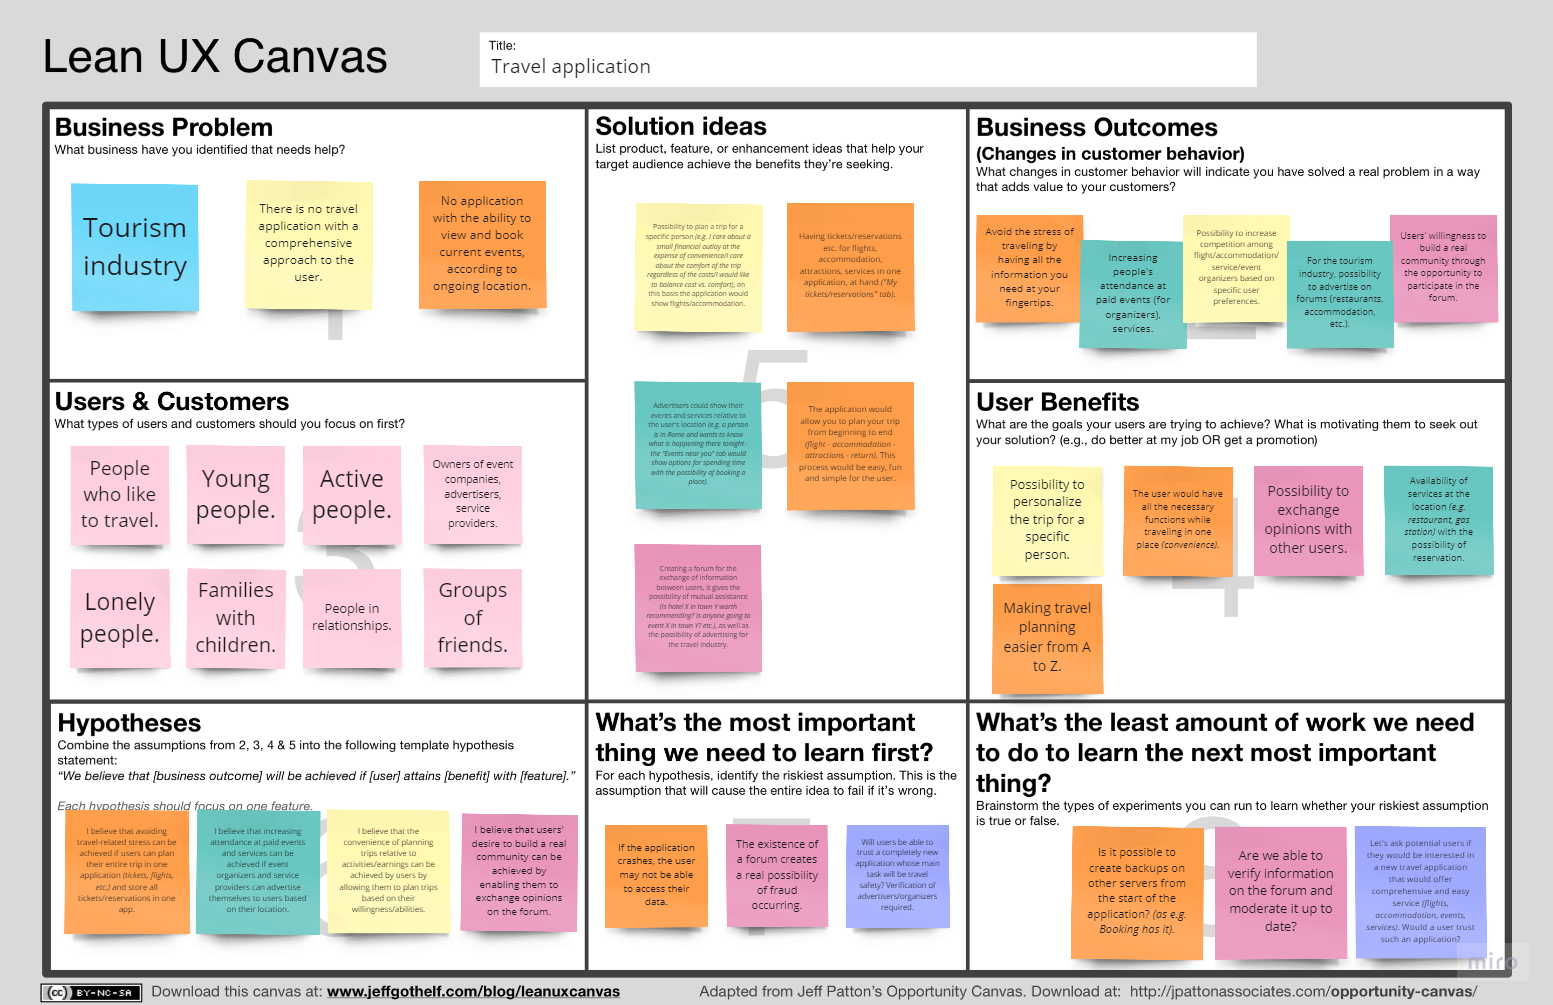 Lean UX Canvas
Title:
Travel application
Business Problem
What business have you identified that needs help?
Tourism
industry
There is no travel
application with a
comprehensive
approach to the
user.
No application
with the ability to
view and book
current events,
according to
ongoing location.
1
Solution ideas
List product, feature, or enhancement ideas that help your
target audience achieve the benefits they're seeking.
Possibility to plan a trip for a
specific person (e.g. I care about a
small financial outlay at the
expense of convenience/I care
about the comfort of the trip
regardless of the costs/I would like
to balance cost vs. comfort), on
this basis the application would
show flights/accommodation.
Having tickets/reservations
etc. for flights,
accommodation,
attractions, services in one
application, at hand ("My
tickets/reservations" tab).
5
Advertisers could show their
events and services relative to
the user's location (e.g. a person
is in Rome and wants to know
what is happening there tonight -
the "Events near you" tab would
show options for spending time
with the possibility of booking a
place).
The application would
allow you to plan your trip
from beginning to end
(flight - accommodation -
attractions - return). This
process would be easy, fun
and simple for the user.
Creating a forum for the
exchange of information
between users, it gives the
possibility of mutual assistance
(Is hotel X in town Y worth
recommending? Is anyone going to
event X in town Y? etc.), as well as
the possibility of advertising for
the travel industry.
Business Outcomes
(Changes in customer behavior)
What changes in customer behavior will indicate you have solved a real problem in a way
that adds value to your customers?
Avoid the stress of
traveling by
having all the
information you
need at your
fingertips.
Increasing
people's
attendance at
paid events (for
organizers),
services.
Possibility to increase
competition among
flight/accommodation/
service/event
organizers based on
specific user
preferences.
For the tourism
industry, possibility
to advertise on
forums (restaurants,
accommodation,
etc.).
Users' willingness to
build a real
community through
the opportunity to
participate in the
forum.
Users & Customers
What types of users and customers should you focus on first?
People
who like
to travel.
Young
people.
Active
people.
Owners of event
companies,
advertisers,
service
providers.
3
Lonely
people.
Families
with
children.
People in
relationships.
Groups
of
friends.
User Benefits
What are the goals your users are trying to achieve? What is motivating them to seek out
your solution? (e.g., do better at my job OR get a promotion)
Possibility to
personalize
the trip for a
specific
person.
The user would have
all the necessary
functions while
traveling in one
place (convenience).
Possibility to
exchange
opinions with
other users.
Availability of
services at the
location (e.g.
restaurant, gas
station) with the
possibility of
reservation.
4
Making travel
planning
easier from A
to Z.
Hypotheses
Combine the assumptions from 2, 3, 4 & 5 into the following template hypothesis
statement:
“We believe that [business outcome] will be achieved if [user] attains [benefit] with [feature].”
Each hypothesis should focus on one feature.
I believe that avoiding
travel-related stress can be
achieved if users can plan
their entire trip in one
application (tickets, flights,
etc.) and store all
tickets/reservations in one
app.
I believe that increasing
attendance at paid events
and services can be
achieved if event
organizers and service
providers can advertise
themselves to users based
on their location.
I believe that the
convenience of planning
trips relative to
activities/earnings can be
achieved by users by
allowing them to plan trips
based on their
willingness/abilities.
I believe that users'
desire to build a real
community can be
achieved by
enabling them to
exchange opinions
on the forum.
What's the most important
thing we need to learn first?
For each hypothesis, identify the riskiest assumption. This is the
assumption that will cause the entire idea to fail if it's wrong.
If the application
crashes, the user
may not be able
to access their
data.
The existence of
a forum creates
a real possibility
of fraud
occurring.
Will users be able to
trust a completely new
application whose main
task will be travel
safety? Verification of
advertisers/organizers
required.
What's the least amount of work we need
to do to learn the next most important
thing?
Brainstorm the types of experiments you can run to learn whether your riskiest assumption
is true or false.
Is it possible to
create backups on
other servers from
the start of the
application? (as e.g.
Booking has it).
Are we able to
verify information
on the forum and
moderate it up to
date?
Let's ask potential users if
they would be interested in
a new travel application
that would offer
comprehensive and easy
service (flights,
accommodation, events,
services). Would a user trust
such an application?
miro
cc BY-NC-SA
Download this canvas at: www.jeffgothelf.com/blog/leanuxcanvas
Adapted from Jeff Patton's Opportunity Canvas. Download at: http://jpattonassociates.com/opportunity-canvas/